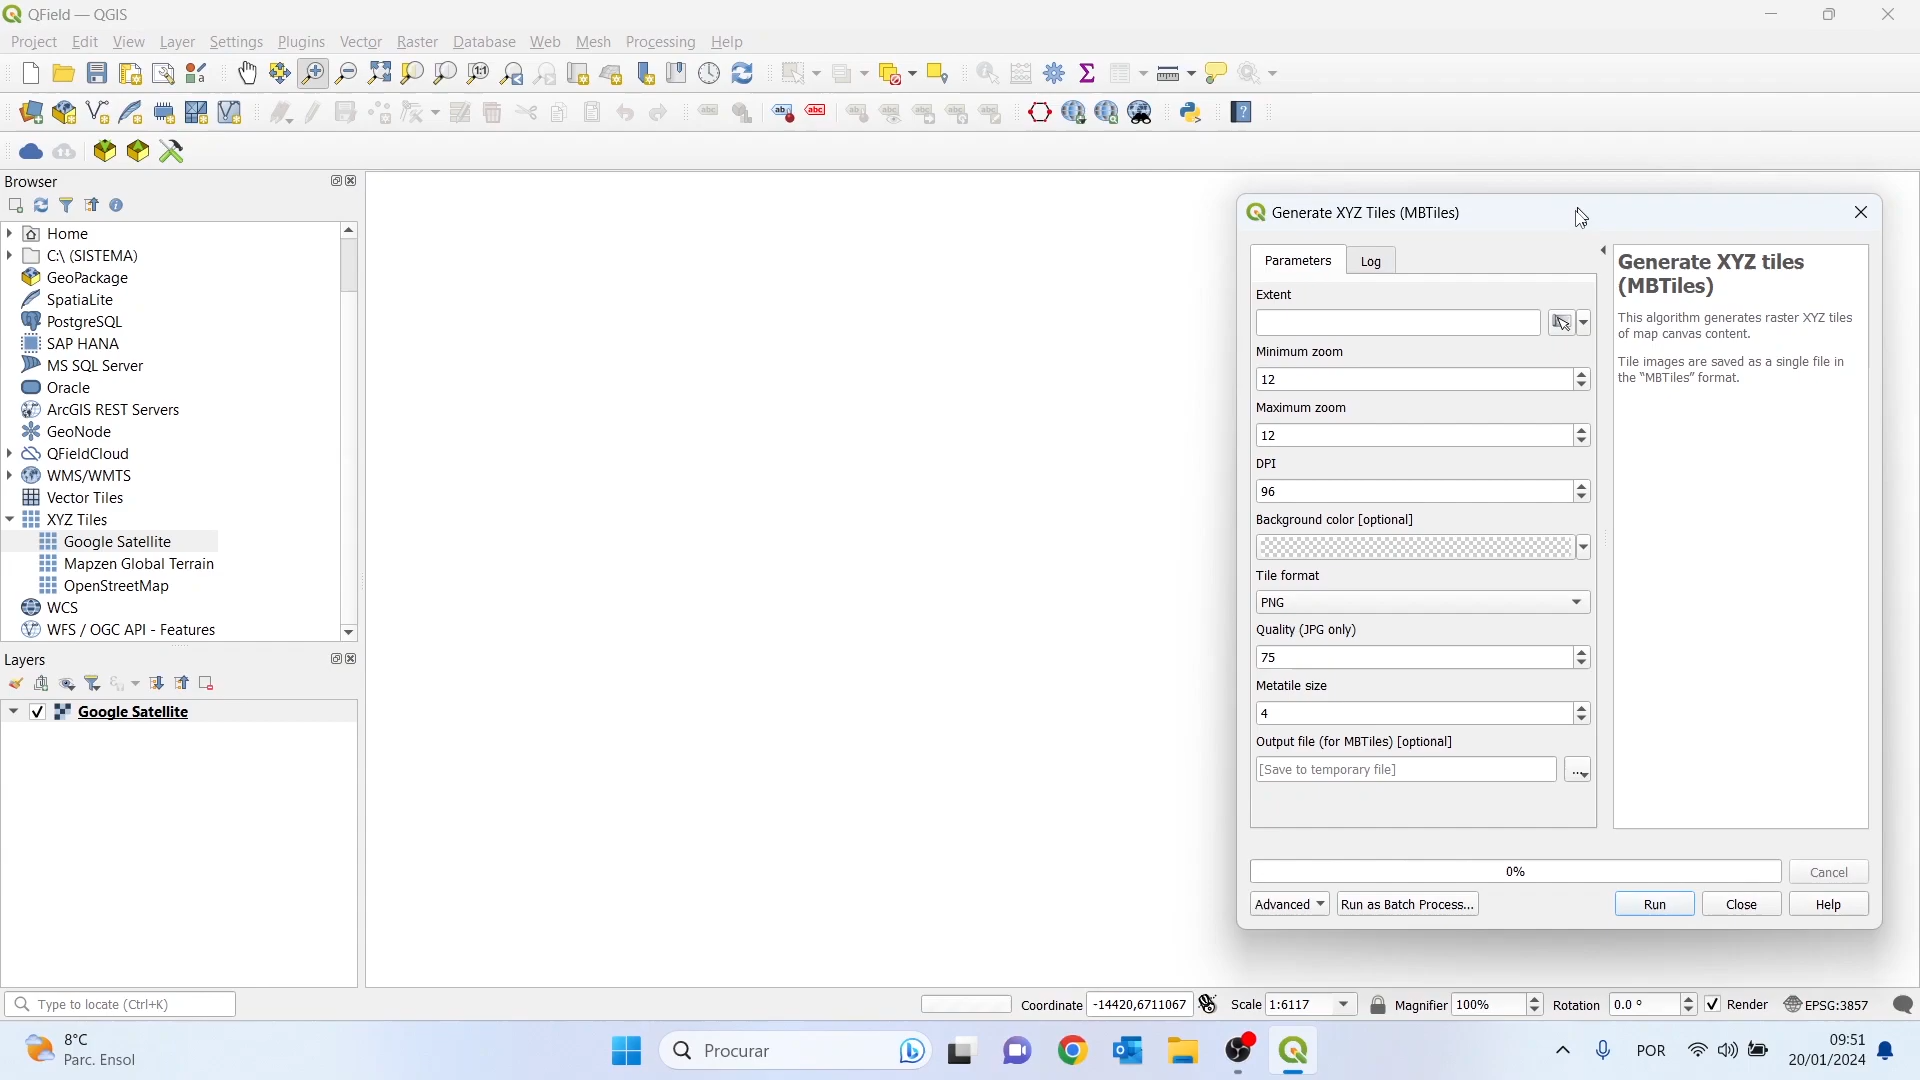 QField — QGIS
Project Edit View Layer Settings Plugins Vector Raster Database Web Mesh Processing Help
Browser
Home
C:\ (SISTEMA)
GeoPackage
SpatiaLite
PostgreSQL
SAP HANA
MS SQL Server
Oracle
ArcGIS REST Servers
GeoNode
QFieldCloud
WMS/WMTS
Vector Tiles
XYZ Tiles
Google Satellite
Mapzen Global Terrain
OpenStreetMap
WCS
WFS / OGC API - Features
Layers
Google Satellite
Generate XYZ Tiles (MBTiles)
Parameters Log
Extent
Minimum zoom
12
Maximum zoom
12
DPI
96
Background color [optional]
Tile format
PNG
Quality (JPG only)
75
Metatile size
4
Output file (for MBTiles) [optional]
[Save to temporary file]
...
Generate XYZ tiles
(MBTiles)
This algorithm generates raster XYZ tiles
of map canvas content.
Tile images are saved as a single file in
the "MBTiles" format.
0%
Cancel
Advanced Run as Batch Process... Run Close Help
Type to locate (Ctrl+K) Coordinate -14420,6711067 Scale 1:6117 Magnifier 100% Rotation 0.0 ° Render EPSG:3857
8°C
Parc. Ensol
Procurar
POR
09:51
20/01/2024